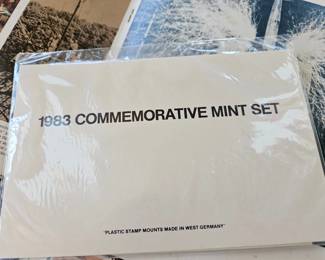 1983 COMMEMORATIVE MINT SET
"PLASTIC STAMP MOUNTS MADE IN WEST GERMANY"